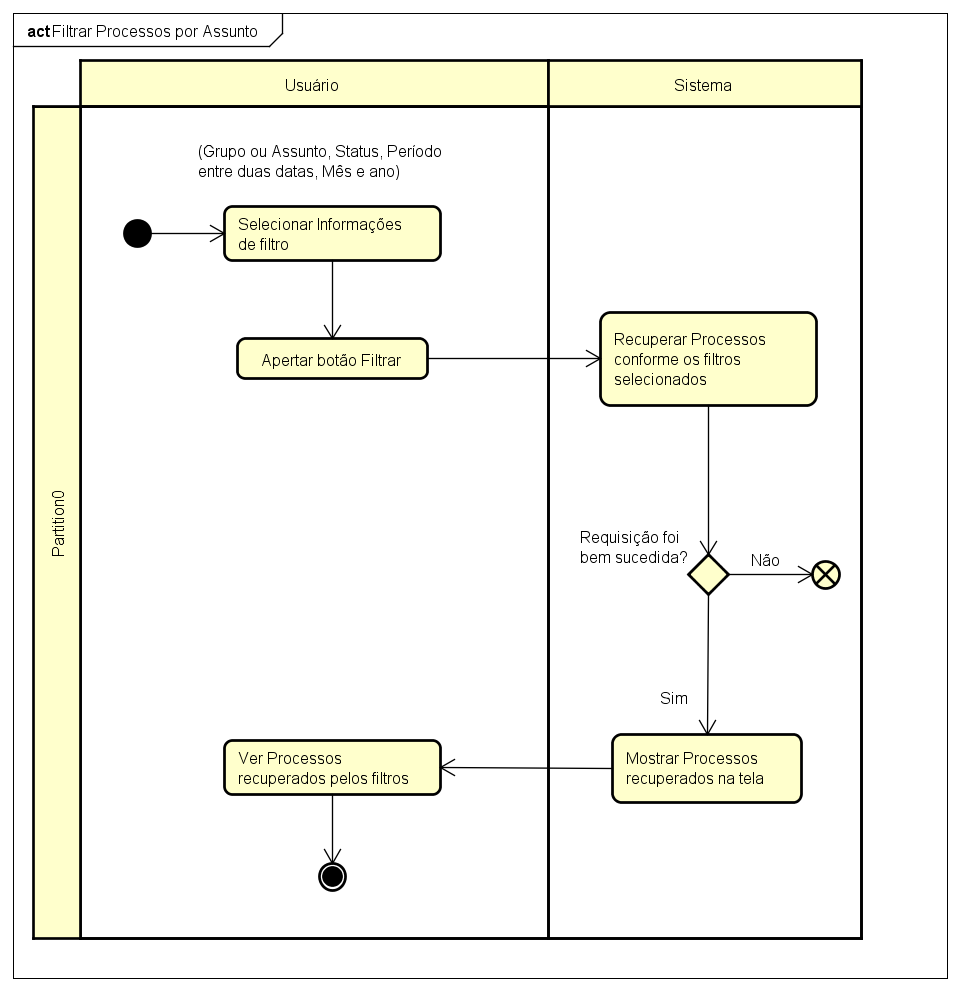 act Filtrar Processos por Assunto
Usuário
Sistema
Partition0
(Grupo ou Assunto, Status, Período
entre duas datas, Mês e ano)
Selecionar Informações
de filtro
Apertar botão Filtrar
Recuperar Processos
conforme os filtros
selecionados
Requisição foi
bem sucedida?
Não
Sim
Mostrar Processos
recuperados na tela
Ver Processos
recuperados pelos filtros